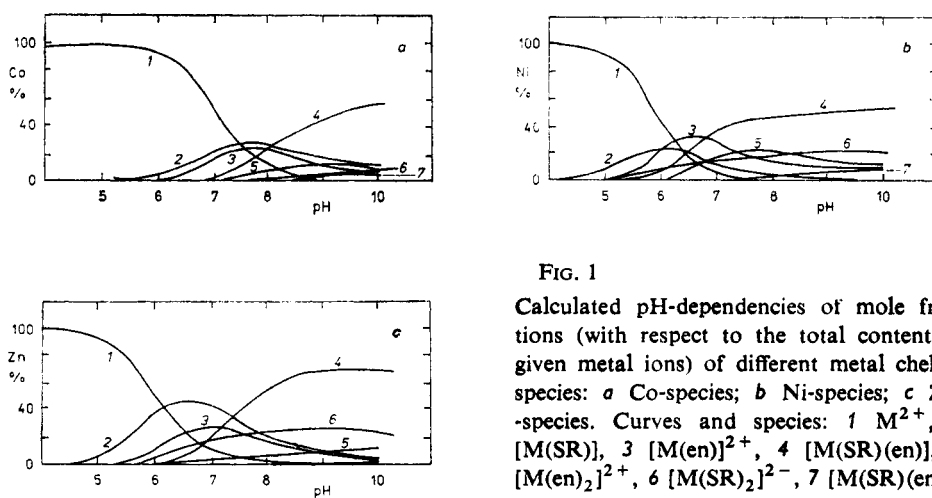 100
Co
%
40
0
1
2
3
4
5
6
7
a
5 6 7 8 10
pH
100
Ni
%
40
0
1
2
3
4
5
6
7
b
5 6 7 8 10
pH
100
Zn
%
40
0
1
2
3
4
6
5
c
5 6 7 8 10
pH
FIG. 1
Calculated pH-dependencies of mole fr
tions (with respect to the total content
given metal ions) of different metal chel
species: a Co-species; b Ni-species; c
-species. Curves and species: 1 M²⁺,
[M(SR)], 3 [M(en)]²⁺, 4 [M(SR)(en)],
[M(en)₂]²⁺, 6 [M(SR)₂]²⁻, 7 [M(SR)(en